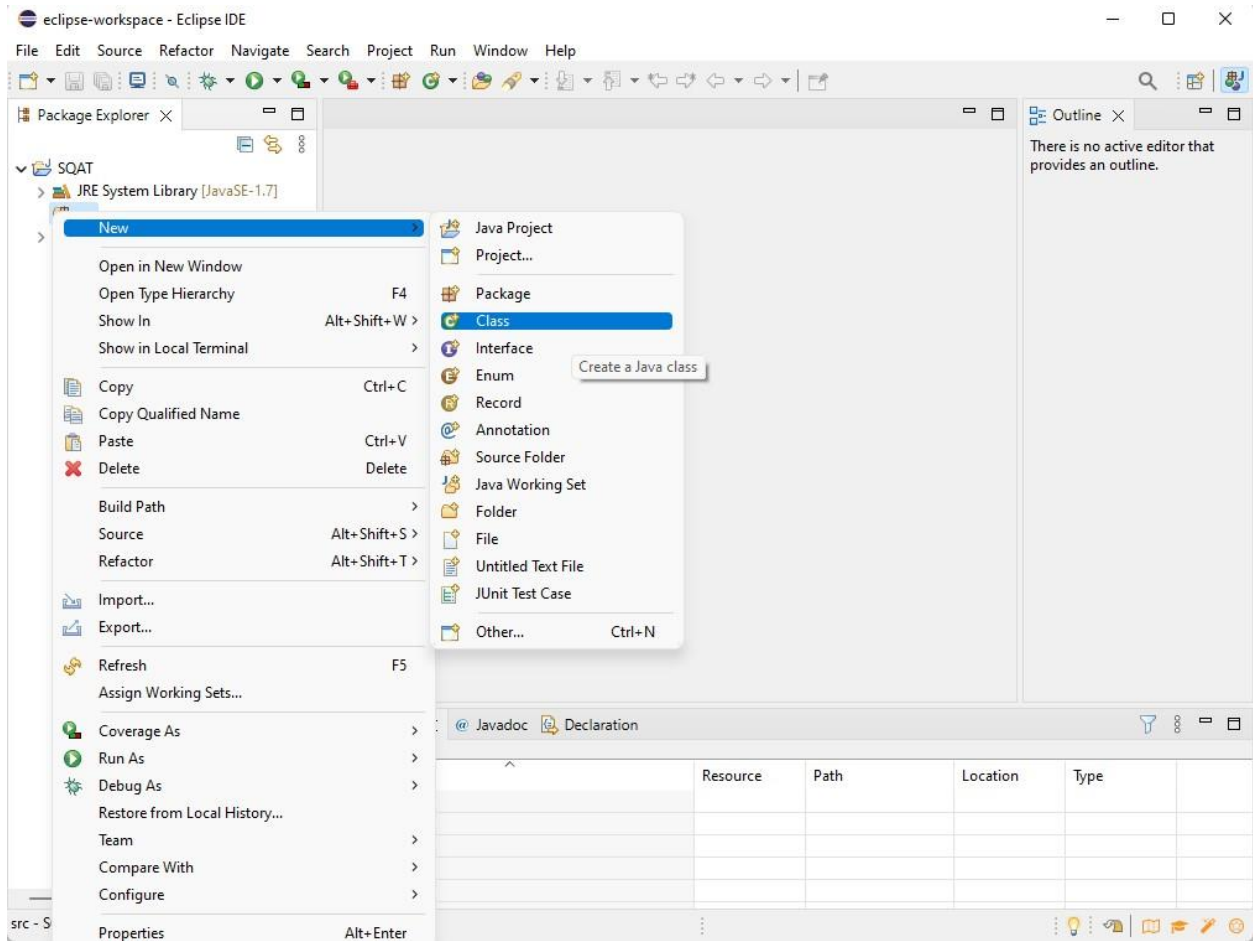 eclipse-workspace - Eclipse IDE
File Edit Source Refactor Navigate Search Project Run Window Help
Package Explorer
SQAT
JRE System Library [JavaSE-1.7]
New
Open in New Window
Open Type Hierarchy F4
Show In Alt+Shift+W >
Show in Local Terminal >
Copy Ctrl+C
Copy Qualified Name
Paste Ctrl+V
Delete Delete
Build Path >
Source Alt+Shift+S >
Refactor Alt+Shift+T >
Import...
Export...
Refresh F5
Assign Working Sets...
Coverage As >
Run As >
Debug As >
Restore from Local History...
Team >
Compare With >
Configure >
Properties Alt+Enter
Java Project
Project...
Package
Class
Interface
Create a Java class
Enum
Record
Annotation
Source Folder
Java Working Set
Folder
File
Untitled Text File
JUnit Test Case
Other... Ctrl+N
Outline
There is no active editor that
provides an outline.
@ Javadoc Declaration
Resource Path Location Type
src - S